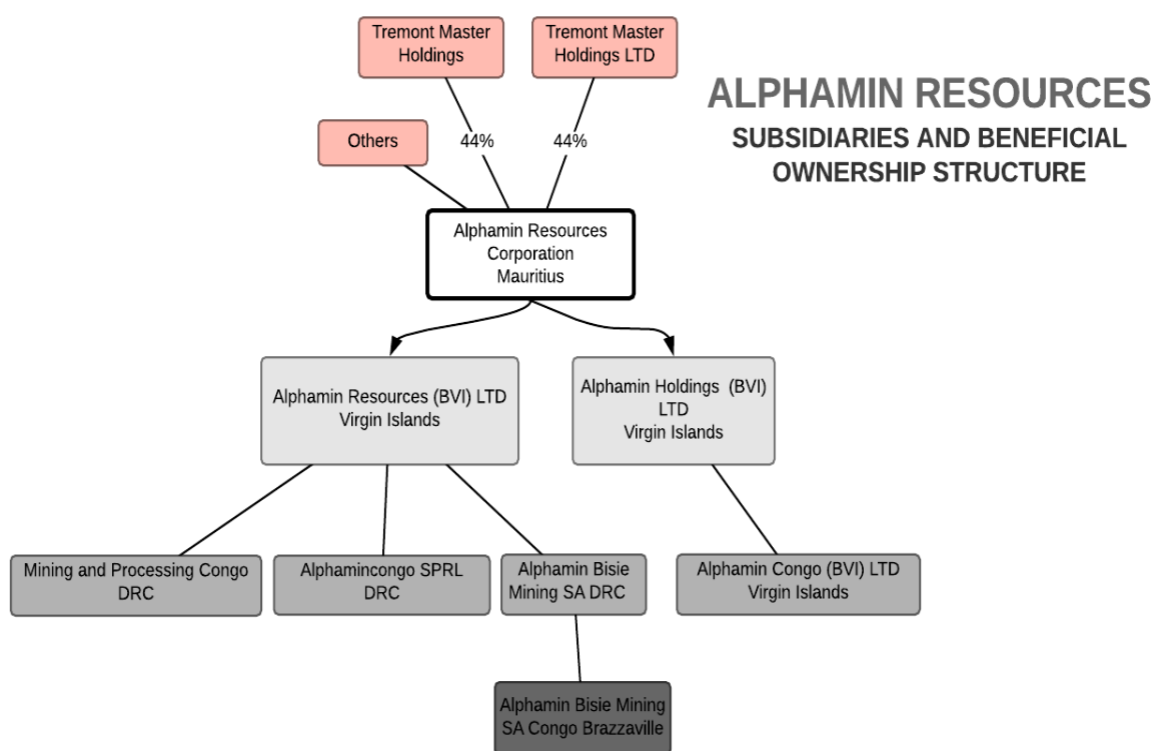 Tremont Master
Holdings
Tremont Master
Holdings LTD
ALPHAMIN RESOURCES
SUBSIDIARIES AND BENEFICIAL
OWNERSHIP STRUCTURE
Others
44%
44%
Alphamin Resources
Corporation
Mauritius
Alphamin Resources (BVI) LTD
Virgin Islands
Alphamin Holdings (BVI)
LTD
Virgin Islands
Mining and Processing Congo
DRC
Alphamincongo SPRL
DRC
Alphamin Bisie
Mining SA DRC
Alphamin Congo (BVI) LTD
Virgin Islands
Alphamin Bisie Mining
SA Congo Brazzaville